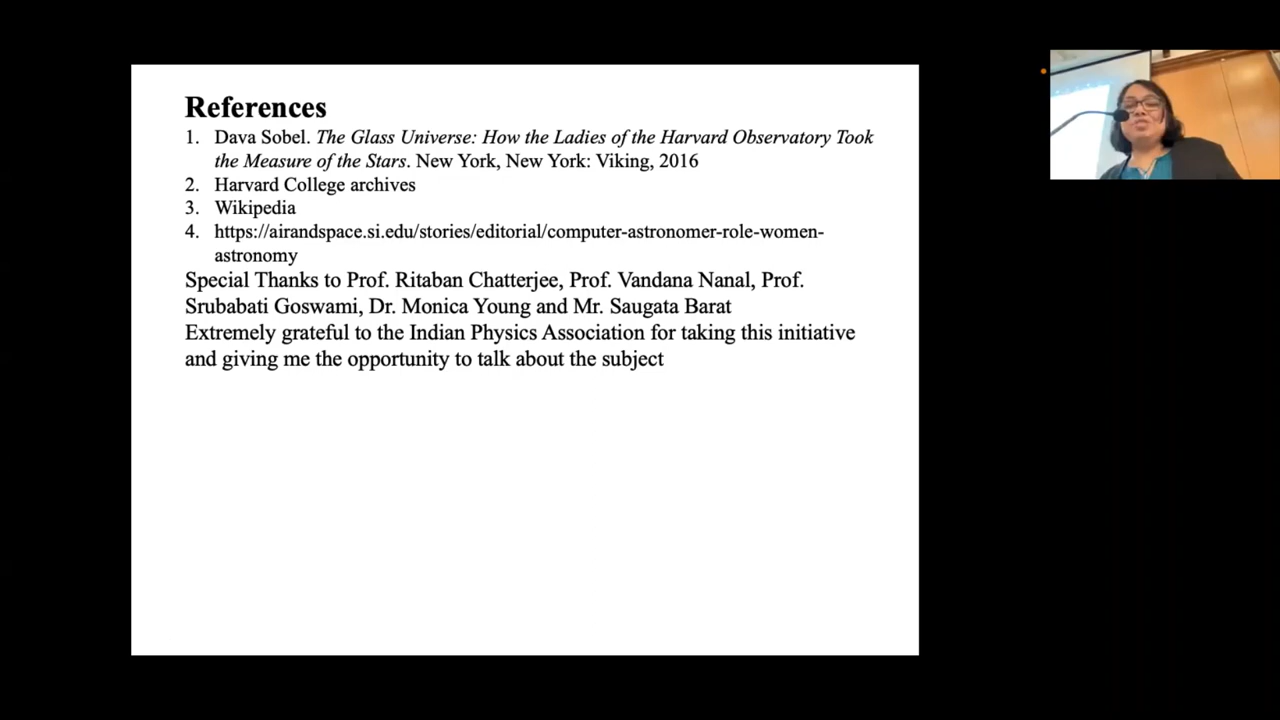 References
1. Dava Sobel. The Glass Universe: How the Ladies of the Harvard Observatory Took
the Measure of the Stars. New York, New York: Viking, 2016
2. Harvard College archives
3. Wikipedia
4. https://airandspace.si.edu/stories/editorial/computer-astronomer-role-women-
astronomy
Special Thanks to Prof. Ritaban Chatterjee, Prof. Vandana Nanal, Prof.
Srubabati Goswami, Dr. Monica Young and Mr. Saugata Barat
Extremely grateful to the Indian Physics Association for taking this initiative
and giving me the opportunity to talk about the subject